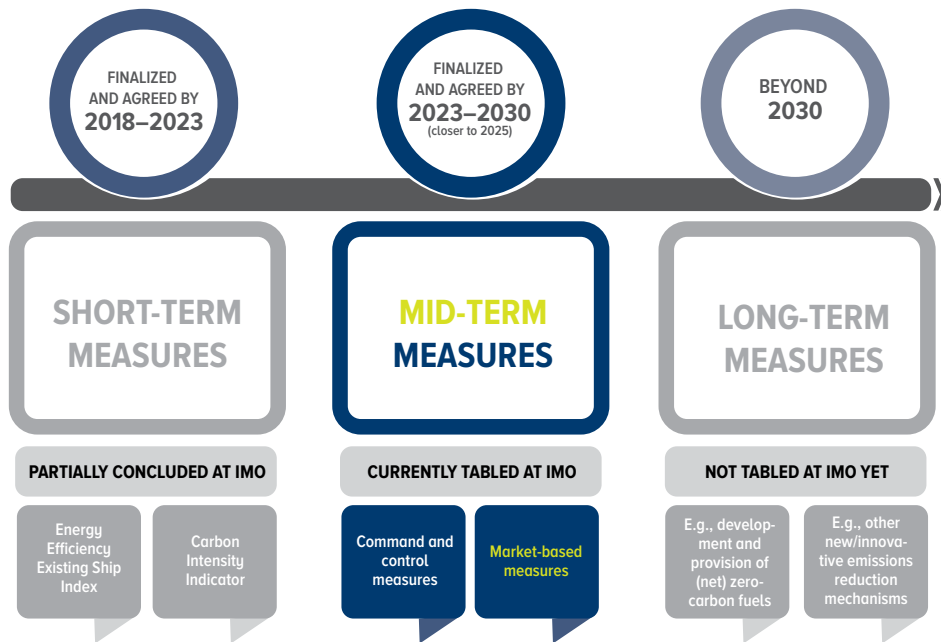 FINALIZED
AND AGREED BY
2018–2023
FINALIZED
AND AGREED BY
2023–2030
(closer to 2025)
BEYOND
2030
SHORT-TERM
MEASURES
MID-TERM
MEASURES
LONG-TERM
MEASURES
PARTIALLY CONCLUDED AT IMO
CURRENTLY TABLED AT IMO
NOT TABLED AT IMO YET
Energy
Efficiency
Existing Ship
Index
Carbon
Intensity
Indicator
Command and
control
measures
Market-based
measures
E.g., develop-
ment and
provision of
(net) zero-
carbon fuels
E.g., other
new/innova-
tive emissions
reduction
mechanisms